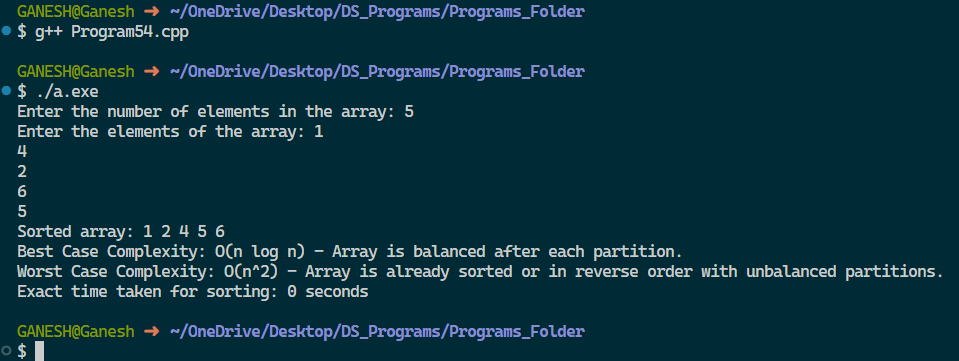 GANESH@Ganesh ➜ ~/OneDrive/Desktop/DS_Programs/Programs_Folder
$ g++ Program54.cpp
GANESH@Ganesh ➜ ~/OneDrive/Desktop/DS_Programs/Programs_Folder
$ ./a.exe
Enter the number of elements in the array: 5
Enter the elements of the array: 1
4
2
6
5
Sorted array: 1 2 4 5 6
Best Case Complexity: O(n log n) - Array is balanced after each partition.
Worst Case Complexity: O(n^2) - Array is already sorted or in reverse order with unbalanced partitions.
Exact time taken for sorting: 0 seconds
GANESH@Ganesh ➜ ~/OneDrive/Desktop/DS_Programs/Programs_Folder
$